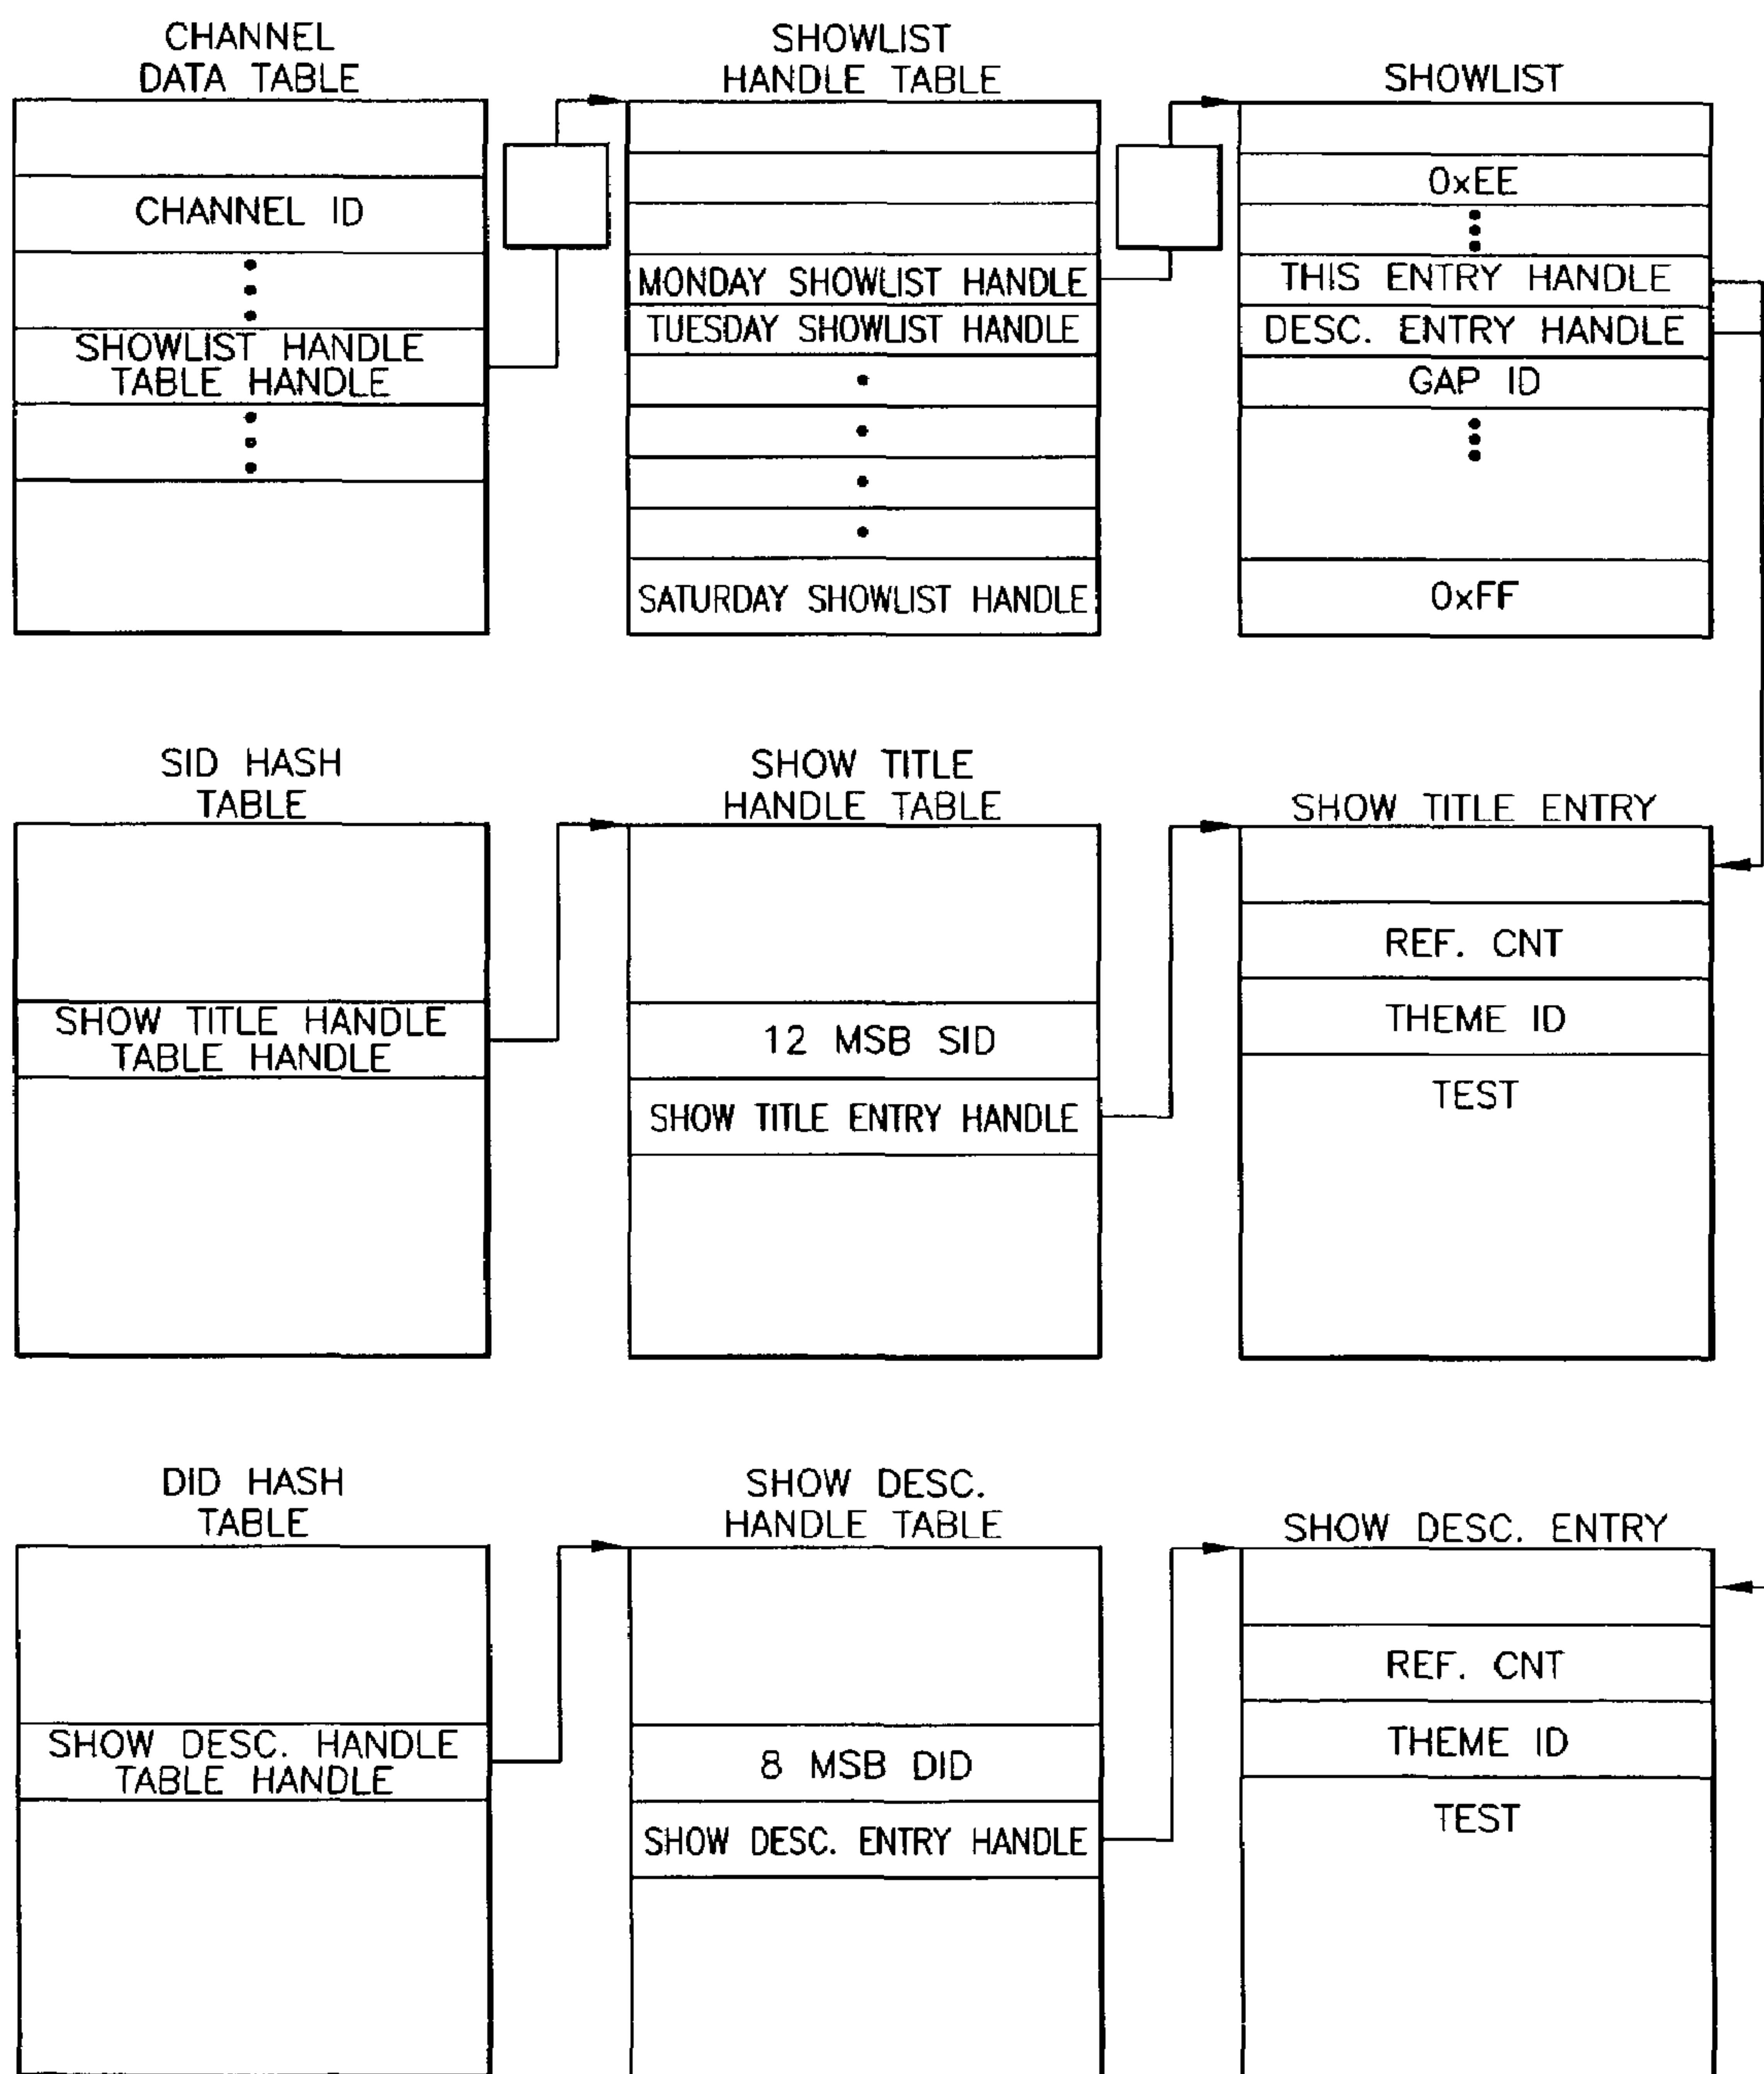 CHANNEL
DATA TABLE
CHANNEL ID
SHOWLIST HANDLE
TABLE HANDLE
SHOWLIST
HANDLE TABLE
MONDAY SHOWLIST HANDLE
TUESDAY SHOWLIST HANDLE
SATURDAY SHOWLIST HANDLE
SHOWLIST
0xEE
THIS ENTRY HANDLE
DESC. ENTRY HANDLE
GAP ID
0xFF
SID HASH
TABLE
SHOW TITLE HANDLE
TABLE HANDLE
SHOW TITLE
HANDLE TABLE
12 MSB SID
SHOW TITLE ENTRY HANDLE
SHOW TITLE ENTRY
REF. CNT
THEME ID
TEST
DID HASH
TABLE
SHOW DESC. HANDLE
TABLE HANDLE
SHOW DESC.
HANDLE TABLE
8 MSB DID
SHOW DESC. ENTRY HANDLE
SHOW DESC. ENTRY
REF. CNT
THEME ID
TEST